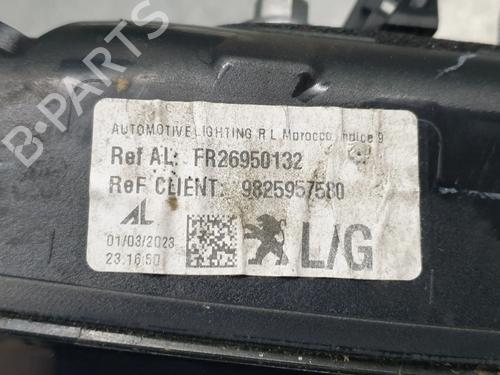 AUTOMOTIVE LIGHTING R L Morocco indice 9
Ref AL: FR26950132
Ref CLIENT: 9825957580
AL
01/03/2023
23:16:50
L/G
B-PARTS